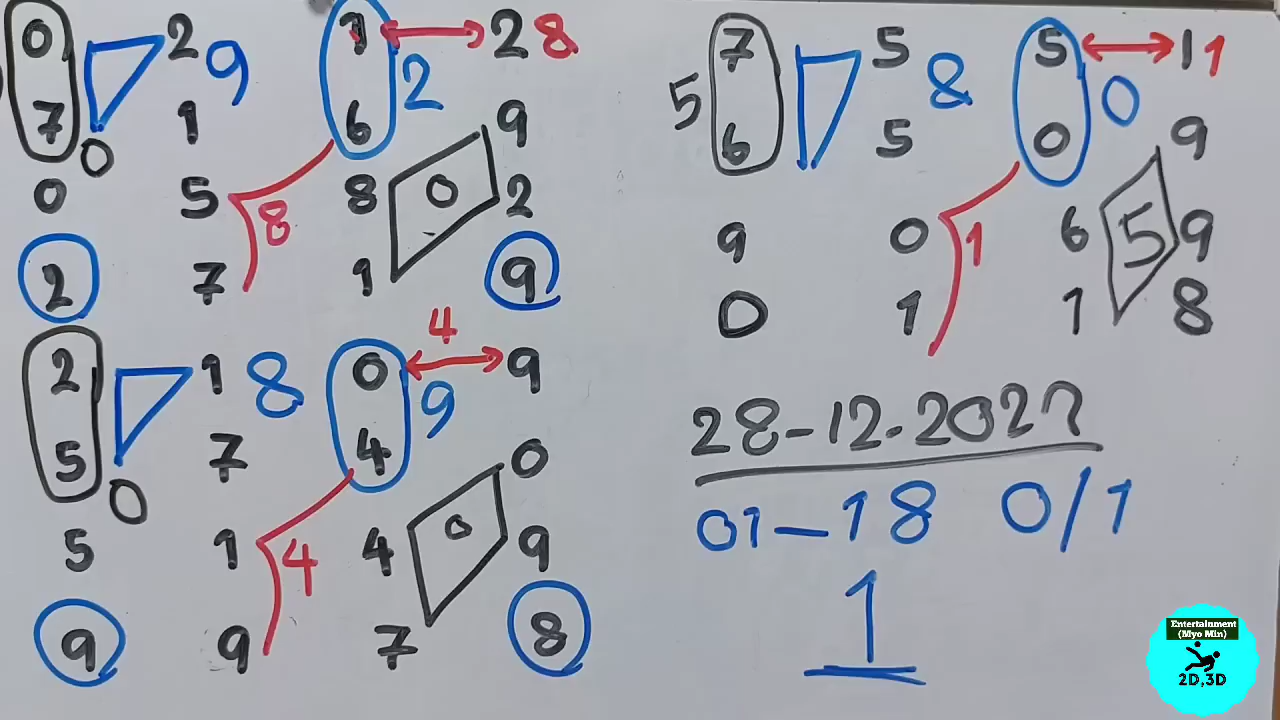 0 2 9 1 2 8
7 1 6 2 9
0
0 5 8 8 0 2
2 7 1 9
4
2 1 8 0 9
5 7 4 9 0
0
5 1 4 4 0 9
9 9 7 8
7 5 8 5 1 1
5 6 5 0 0 9
9 0 1 6 5 9
0 1 1 8
28-12.2022
01-18 0/1
1
Entertainment
(Myo Min)
2D,3D